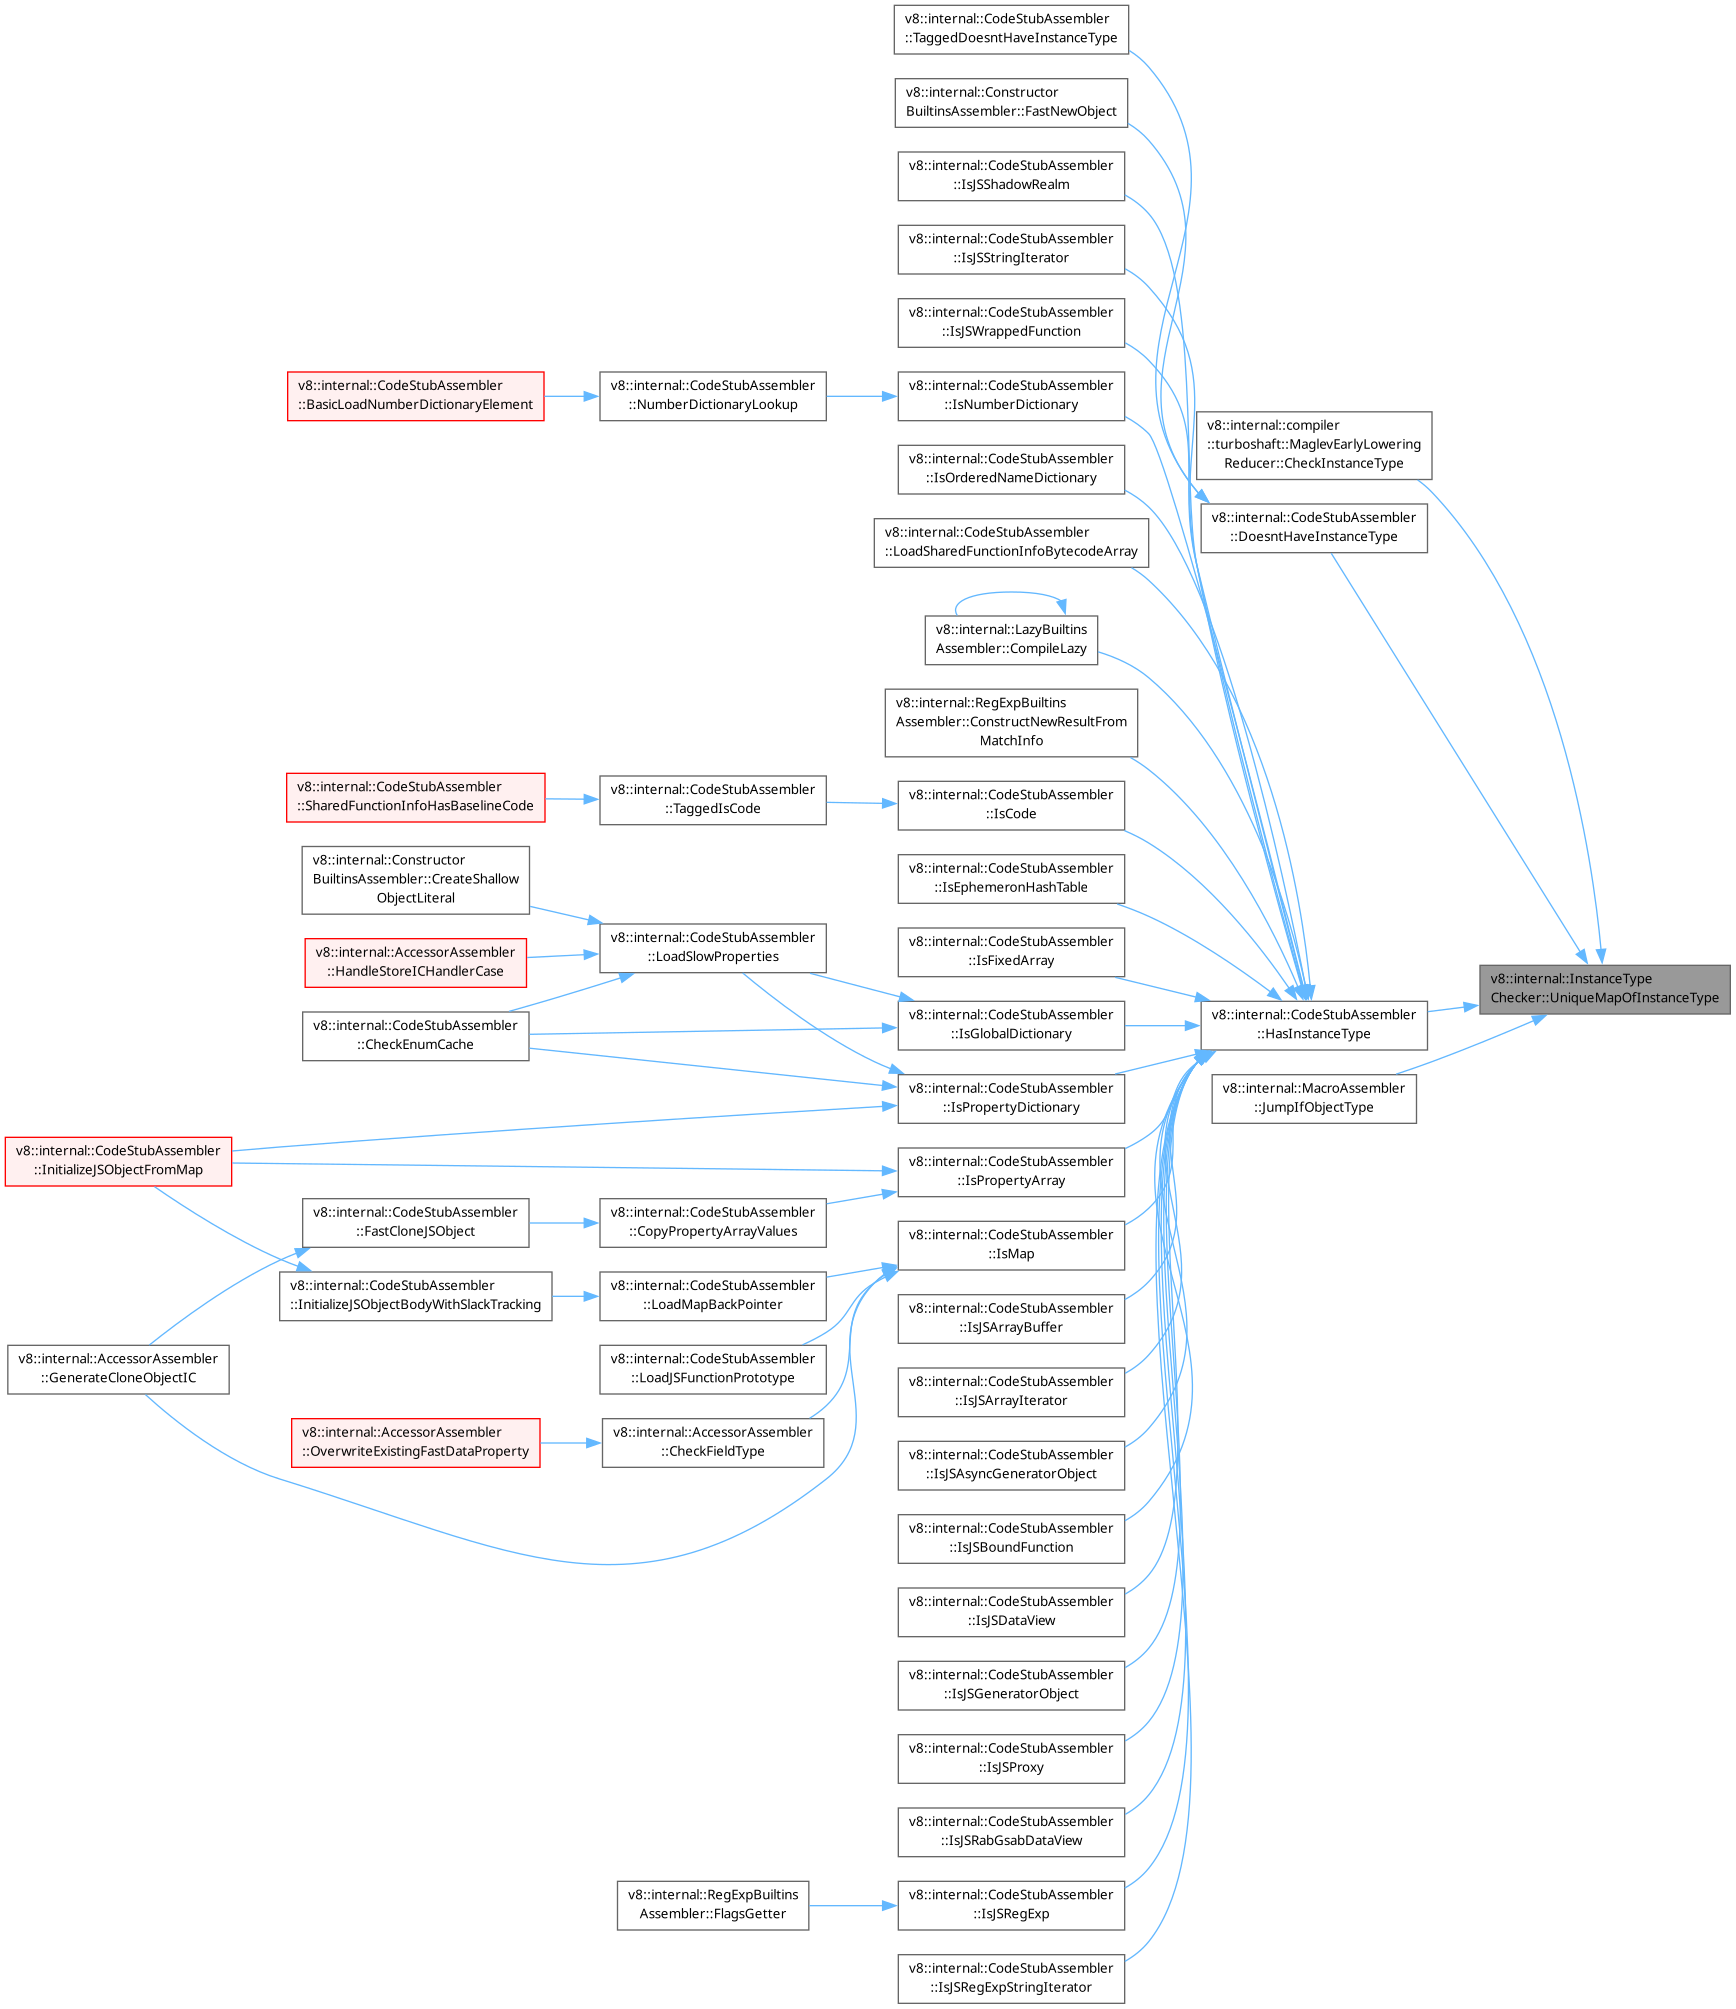 v8::internal::CodeStubAssembler
::TaggedDoesntHaveInstanceType
v8::internal::Constructor
BuiltinsAssembler::FastNewObject
v8::internal::CodeStubAssembler
::IsJSShadowRealm
v8::internal::CodeStubAssembler
::IsJSStringIterator
v8::internal::CodeStubAssembler
::IsJSWrappedFunction
v8::internal::CodeStubAssembler
::BasicLoadNumberDictionaryElement
v8::internal::CodeStubAssembler
::NumberDictionaryLookup
v8::internal::CodeStubAssembler
::IsNumberDictionary
v8::internal::compiler
::turboshaft::MaglevEarlyLowering
Reducer::CheckInstanceType
v8::internal::CodeStubAssembler
::IsOrderedNameDictionary
v8::internal::CodeStubAssembler
::DoesntHaveInstanceType
v8::internal::CodeStubAssembler
::LoadSharedFunctionInfoBytecodeArray
v8::internal::LazyBuiltins
Assembler::CompileLazy
v8::internal::RegExpBuiltins
Assembler::ConstructNewResultFrom
MatchInfo
v8::internal::CodeStubAssembler
::SharedFunctionInfoHasBaselineCode
v8::internal::CodeStubAssembler
::TaggedIsCode
v8::internal::CodeStubAssembler
::IsCode
v8::internal::Constructor
BuiltinsAssembler::CreateShallow
ObjectLiteral
v8::internal::CodeStubAssembler
::IsEphemeronHashTable
v8::internal::AccessorAssembler
::HandleStoreICHandlerCase
v8::internal::CodeStubAssembler
::LoadSlowProperties
v8::internal::CodeStubAssembler
::IsFixedArray
v8::internal::InstanceType
Checker::UniqueMapOfInstanceType
v8::internal::CodeStubAssembler
::CheckEnumCache
v8::internal::CodeStubAssembler
::IsGlobalDictionary
v8::internal::CodeStubAssembler
::HasInstanceType
v8::internal::CodeStubAssembler
::IsPropertyDictionary
v8::internal::MacroAssembler
::JumpIfObjectType
v8::internal::CodeStubAssembler
::InitializeJSObjectFromMap
v8::internal::CodeStubAssembler
::IsPropertyArray
v8::internal::CodeStubAssembler
::FastCloneJSObject
v8::internal::CodeStubAssembler
::CopyPropertyArrayValues
v8::internal::CodeStubAssembler
::IsMap
v8::internal::CodeStubAssembler
::InitializeJSObjectBodyWithSlackTracking
v8::internal::CodeStubAssembler
::LoadMapBackPointer
v8::internal::CodeStubAssembler
::IsJSArrayBuffer
v8::internal::AccessorAssembler
::GenerateCloneObjectIC
v8::internal::CodeStubAssembler
::LoadJSFunctionPrototype
v8::internal::CodeStubAssembler
::IsJSArrayIterator
v8::internal::AccessorAssembler
::OverwriteExistingFastDataProperty
v8::internal::AccessorAssembler
::CheckFieldType
v8::internal::CodeStubAssembler
::IsJSAsyncGeneratorObject
v8::internal::CodeStubAssembler
::IsJSBoundFunction
v8::internal::CodeStubAssembler
::IsJSDataView
v8::internal::CodeStubAssembler
::IsJSGeneratorObject
v8::internal::CodeStubAssembler
::IsJSProxy
v8::internal::CodeStubAssembler
::IsJSRabGsabDataView
v8::internal::RegExpBuiltins
Assembler::FlagsGetter
v8::internal::CodeStubAssembler
::IsJSRegExp
v8::internal::CodeStubAssembler
::IsJSRegExpStringIterator